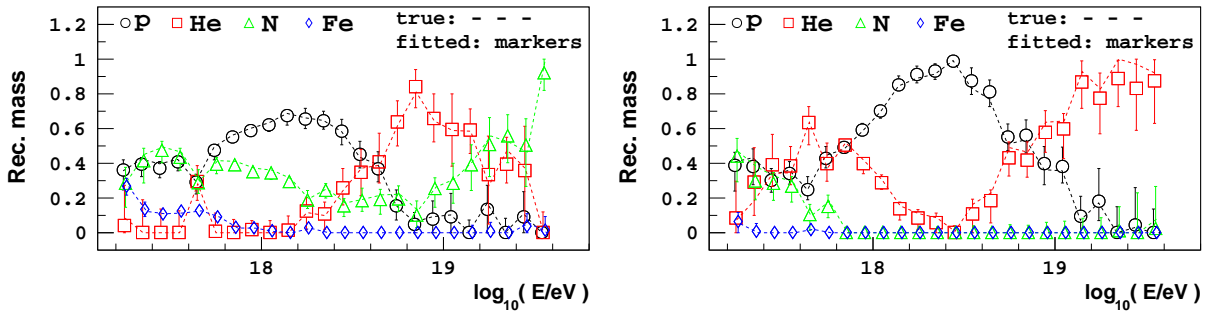 p He N Fe true: - - -
fitted: markers
Rec. mass
1.2
1
0.8
0.6
0.4
0.2
0
18 19
log10( E/eV )
p He N Fe true: - - -
fitted: markers
Rec. mass
1.2
1
0.8
0.6
0.4
0.2
0
18 19
log10( E/eV )